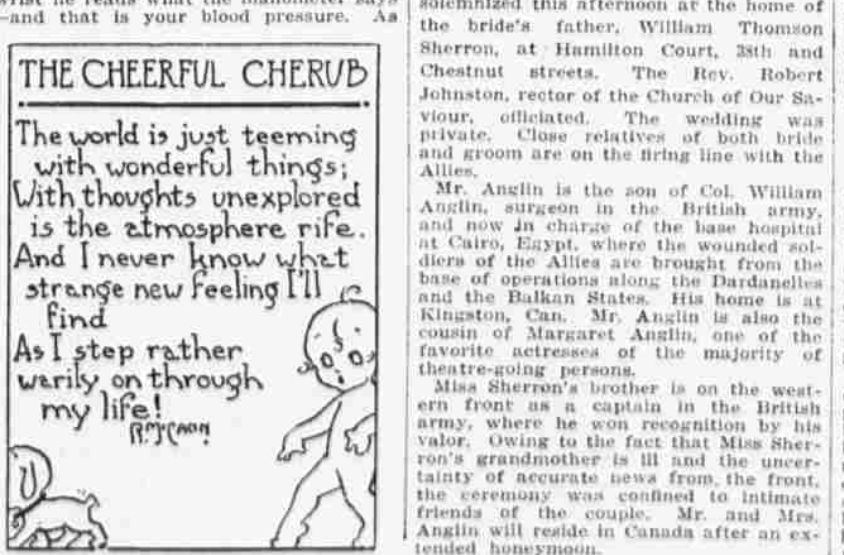 wrist he reads what the manometer says
—and that is your blood pressure. As
THE CHEERFUL CHERUB
The world is just teeming
with wonderful things;
With thoughts unexplored
is the atmosphere rife.
And I never know what
strange new feeling I'll
find
As I step rather
warily on through
my life!
R.McCann
solemnized this afternoon at the home of
the bride's father, William Thomson
Sherron, at Hamilton Court, 38th and
Chestnut streets. The Rev. Robert
Johnston, rector of the Church of Our Sa-
viour, officiated. The wedding was
private. Close relatives of both bride
and groom are on the firing line with the
Allies.
Mr. Anglin is the son of Col. William
Anglin, surgeon in the British army,
and now in charge of the base hospital
at Cairo, Egypt, where the wounded sol-
diers of the Allies are brought from the
base of operations along the Dardanelles
and the Balkan States. His home is at
Kingston, Can. Mr. Anglin is also the
cousin of Margaret Anglin, one of the
favorite actresses of the majority of
theatre-going persons.
Miss Sherron's brother is on the west-
ern front as a captain in the British
army, where he won recognition by his
valor. Owing to the fact that Miss Sher-
ron's grandmother is ill and the uncer-
tainty of accurate news from the front,
the ceremony was confined to intimate
friends of the couple. Mr. and Mrs.
Anglin will reside in Canada after an ex-
tended honeymoon.